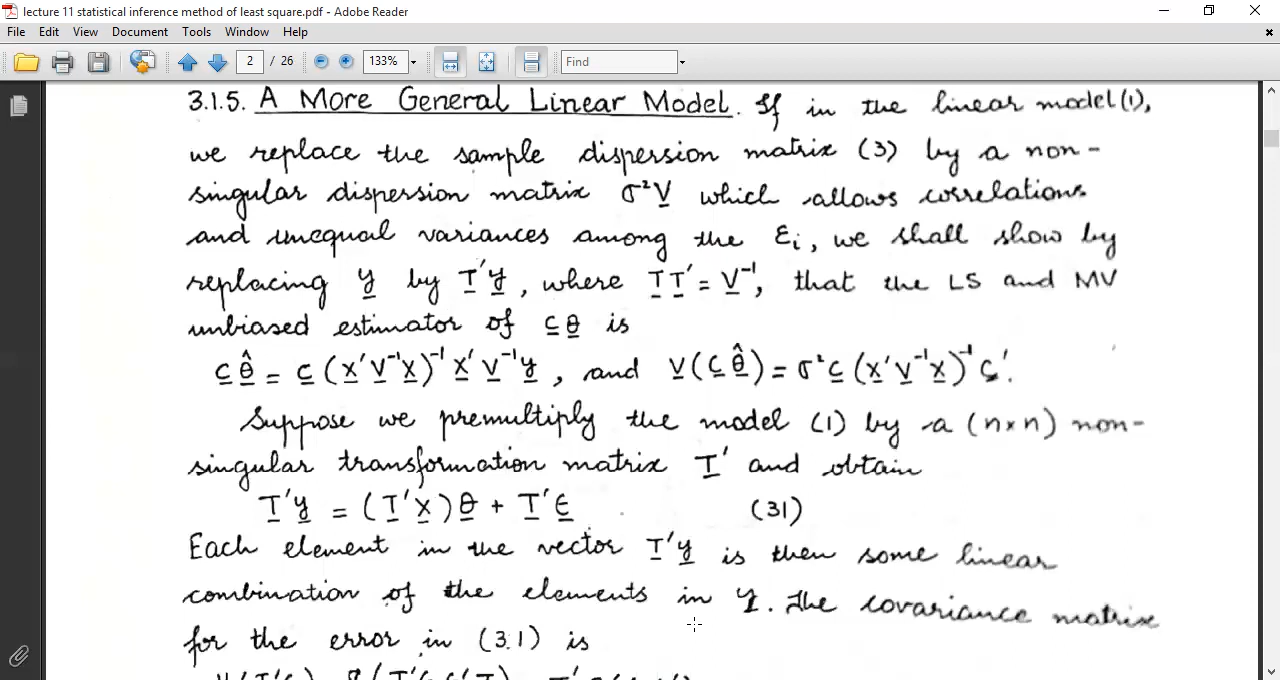 lecture 11 statistical inference method of least square.pdf - Adobe Reader
File Edit View Document Tools Window Help
2 / 26 133% Find
3.1.5. A More General Linear Model. If in the linear model (1),
we replace the sample dispersion matrix (3) by a non-
singular dispersion matrix σ²V which allows correlations
and unequal variances among the εi, we shall show by
replacing y by T'y, where TT' = V⁻¹, that the LS and MV
unbiased estimator of cθ is
cθ̂ = c(X'V⁻¹X)⁻¹X'V⁻¹y, and V(cθ̂) = σ²c(X'V⁻¹X)⁻¹c'.
Suppose we premultiply the model (1) by a (n×n) non-
singular transformation matrix T' and obtain
T'y = (T'X)θ + T'ε (31)
Each element in the vector T'y is then some linear
combination of the elements in y. The covariance matrix
for the error in (3.1) is